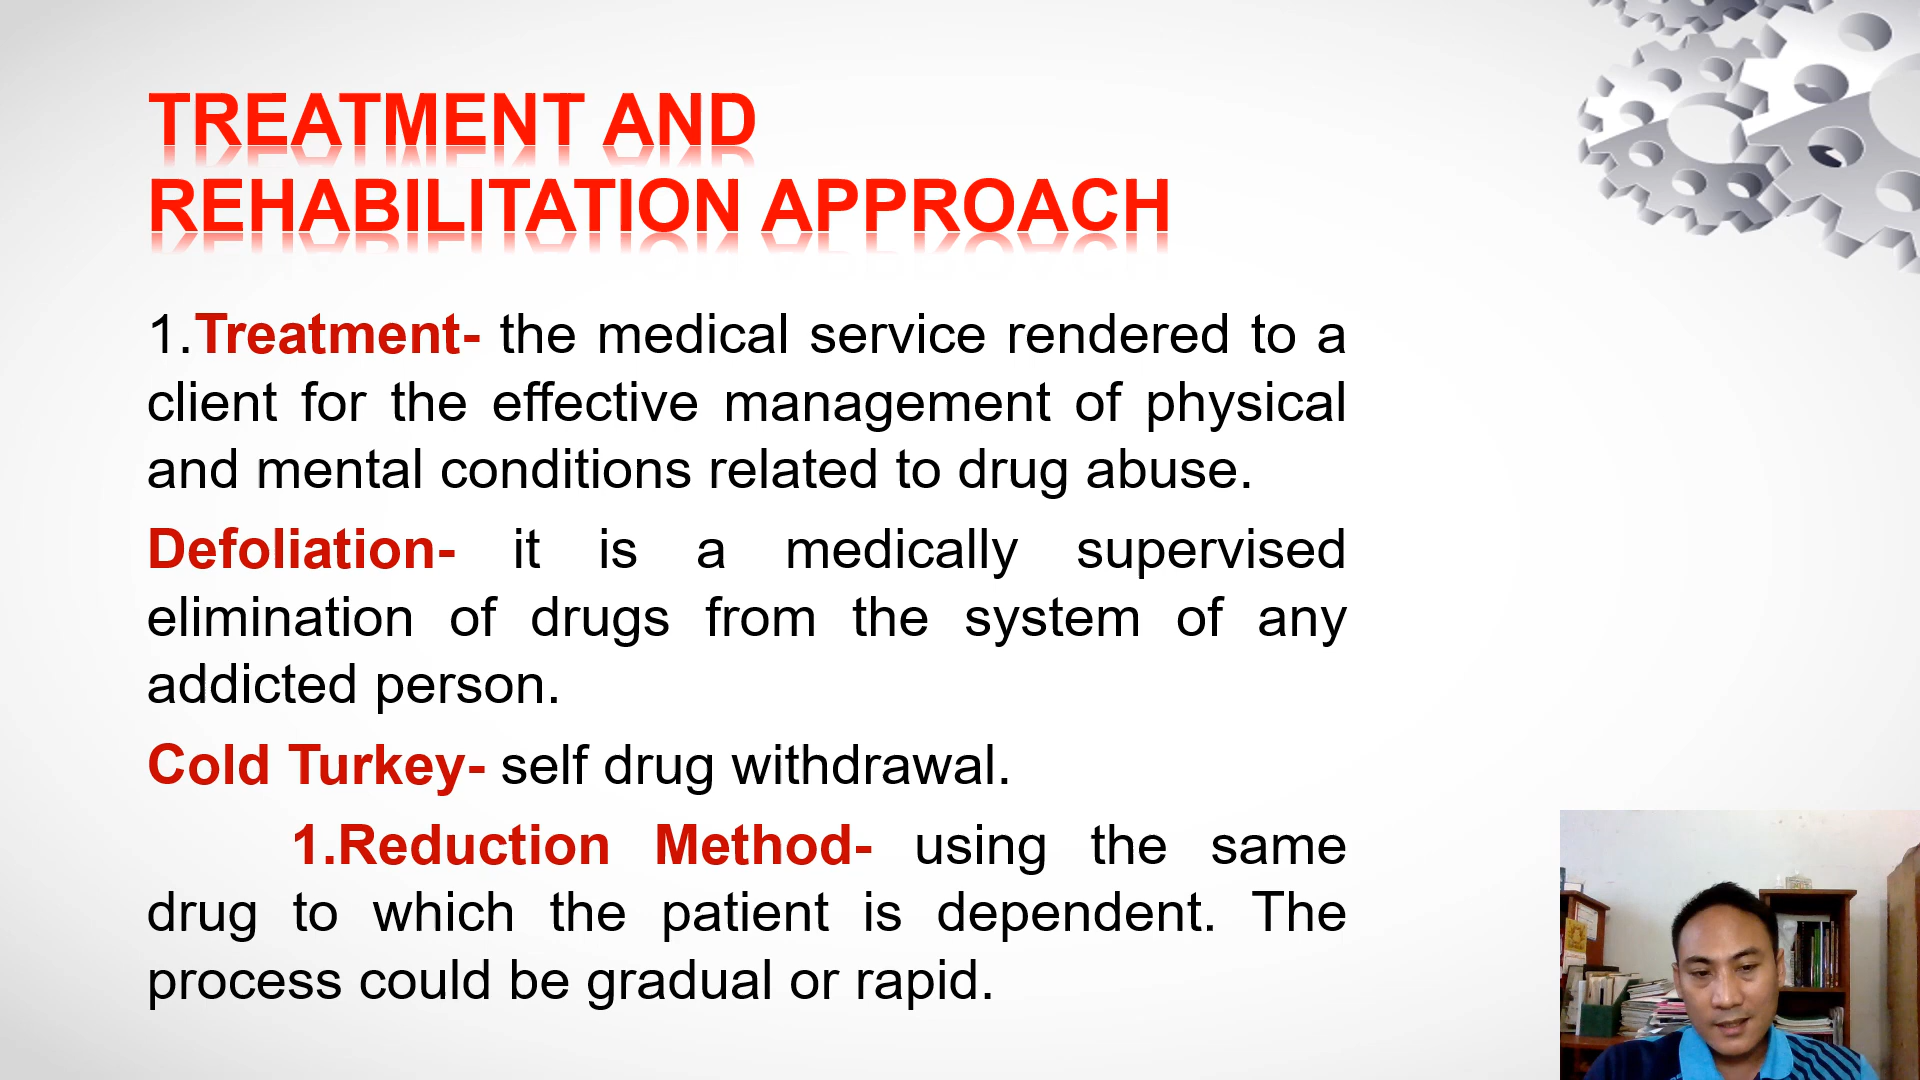 TREATMENT AND
REHABILITATION APPROACH
1.Treatment- the medical service rendered to a
client for the effective management of physical
and mental conditions related to drug abuse.
Defoliation- it is a medically supervised
elimination of drugs from the system of any
addicted person.
Cold Turkey- self drug withdrawal.
1.Reduction Method- using the same
drug to which the patient is dependent. The
process could be gradual or rapid.